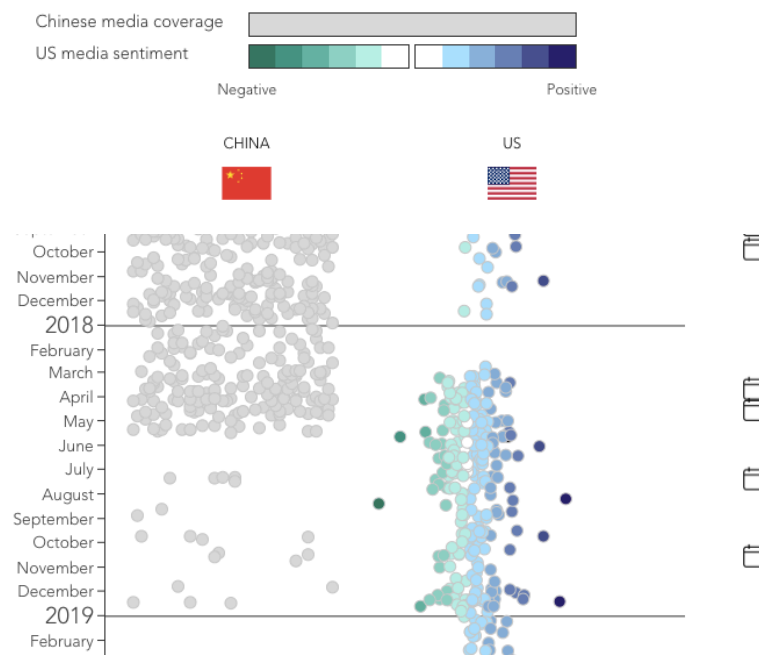 Chinese media coverage
US media sentiment
Negative
Positive
CHINA
US
October
November
December
2018
February
March
April
May
June
July
August
September
October
November
December
2019
February